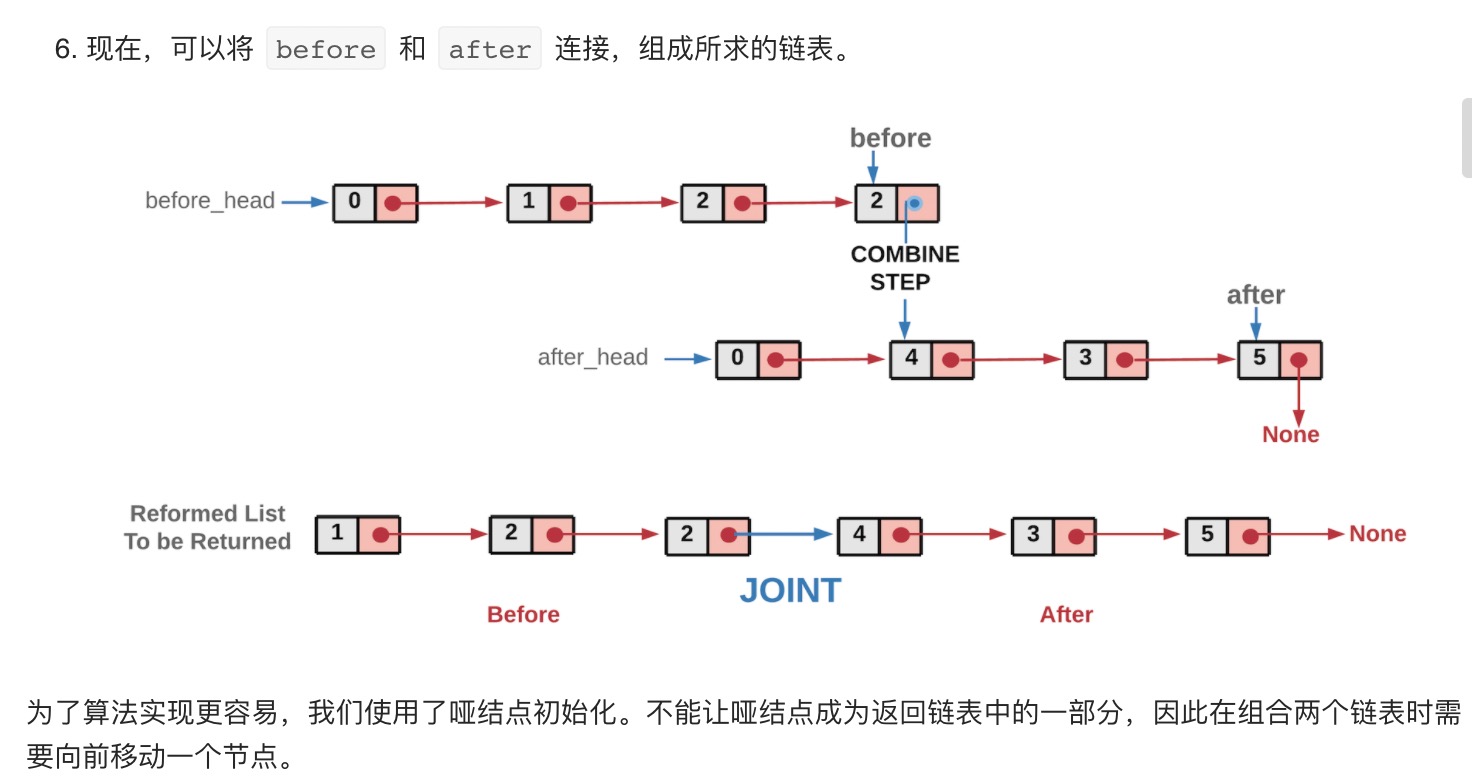 6. 现在，可以将 before 和 after 连接，组成所求的链表。
before
before_head 0 1 2 2
COMBINE
STEP
after
after_head 0 4 3 5
None
Reformed List
To be Returned
1 2 2 4 3 5 None
JOINT
Before After
为了算法实现更容易，我们使用了哑结点初始化。不能让哑结点成为返回链表中的一部分，因此在组合两个链表时需
要向前移动一个节点。